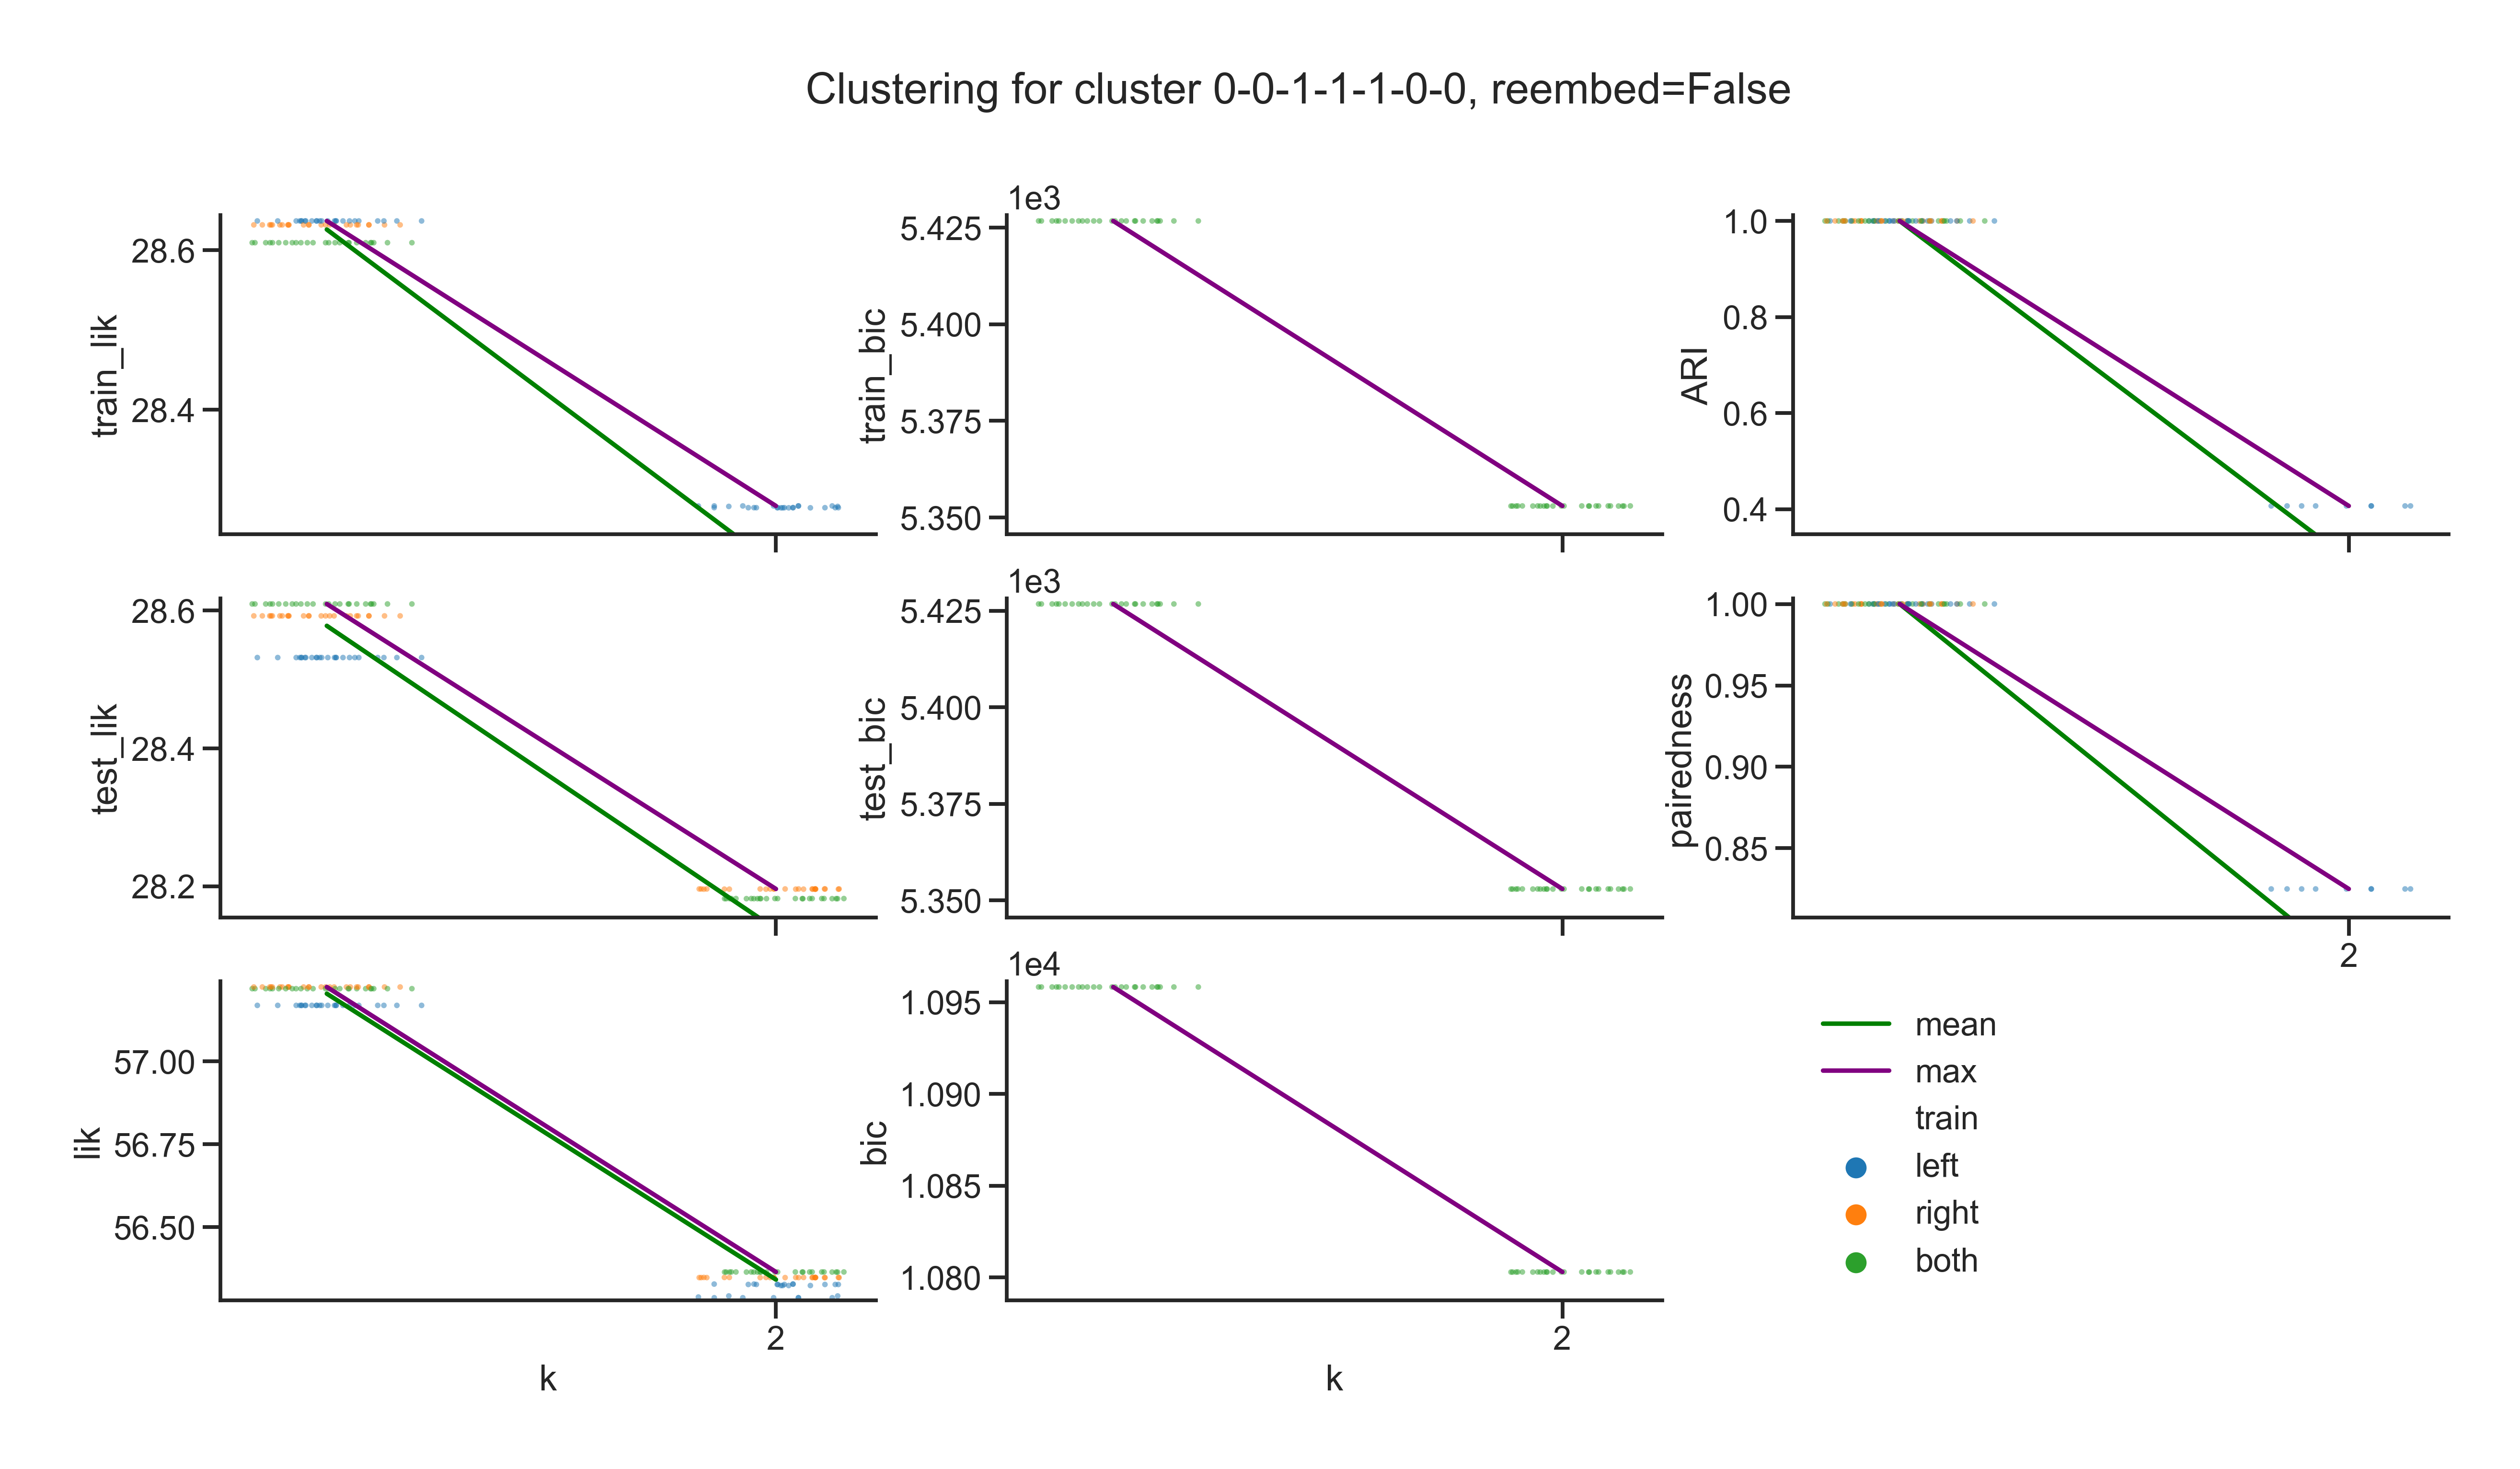 Clustering for cluster 0-0-1-1-1-0-0, reembed=False
train_lik
28.6
28.4
1e3
train_bic
5.425
5.400
5.375
5.350
ARI
1.0
0.8
0.6
0.4
test_lik
28.6
28.4
28.2
1e3
test_bic
5.425
5.400
5.375
5.350
pairedness
1.00
0.95
0.90
0.85
2
lik
57.00
56.75
56.50
2
k
1e4
bic
1.095
1.090
1.085
1.080
2
k
mean
max
train
left
right
both